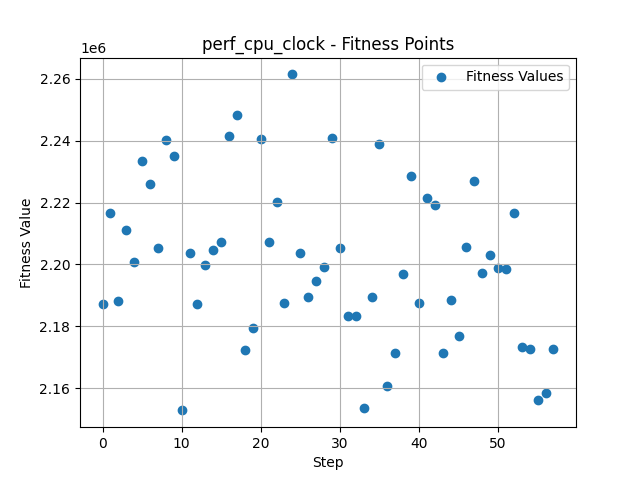 perf_cpu_clock - Fitness Points
1e6
Fitness Values
2.26
2.24
2.22
2.20
2.18
2.16
Fitness Value
0 10 20 30 40 50
Step